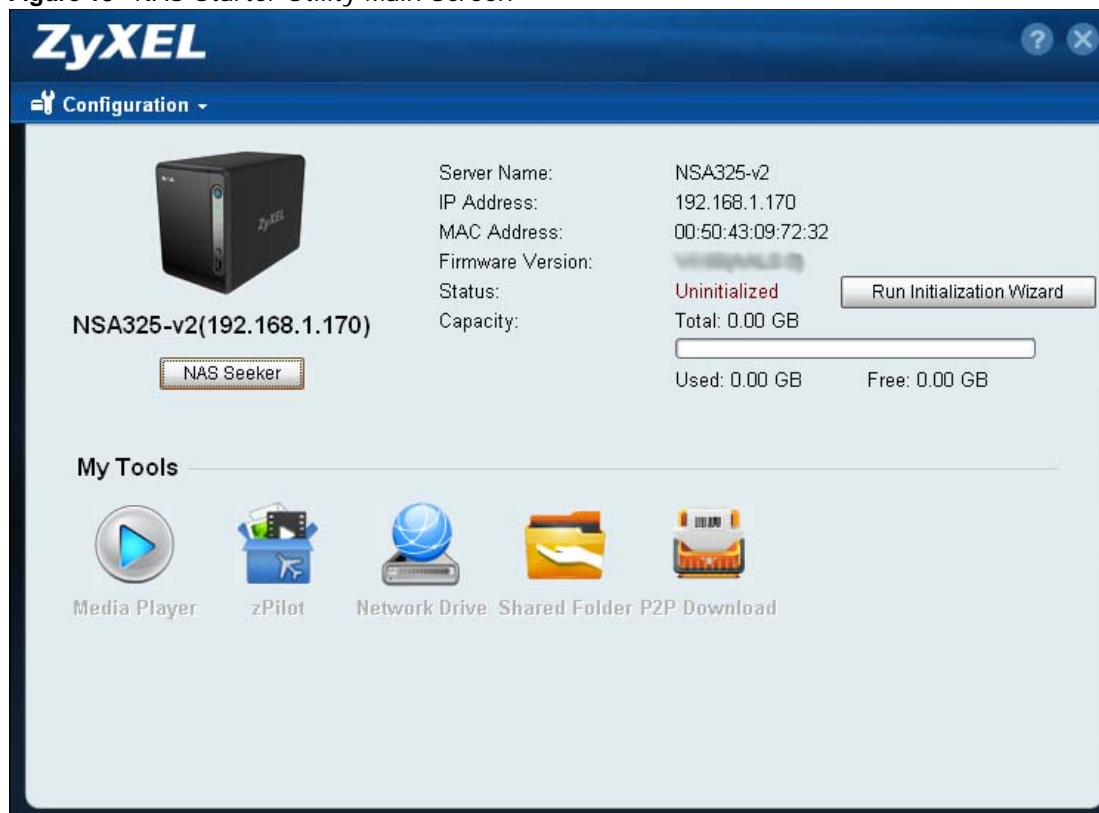 ZyXEL
Configuration
Server Name: NSA325-v2
IP Address: 192.168.1.170
MAC Address: 00:50:43:09:72:32
Firmware Version:
Status: Uninitialized Run Initialization Wizard
Capacity: Total: 0.00 GB
Used: 0.00 GB Free: 0.00 GB
ZyXEL
NSA325-v2(192.168.1.170)
NAS Seeker
My Tools
Media Player zPilot Network Drive Shared Folder P2P Download